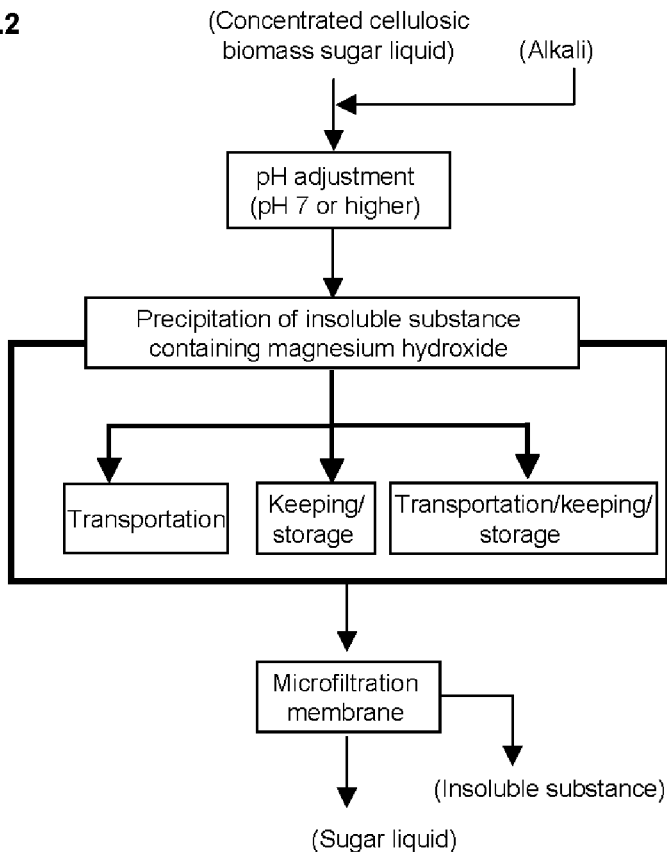 .2
(Concentrated cellulosic
biomass sugar liquid)
(Alkali)
pH adjustment
(pH 7 or higher)
Precipitation of insoluble substance
containing magnesium hydroxide
Transportation
Keeping/
storage
Transportation/keeping/
storage
Microfiltration
membrane
(Insoluble substance)
(Sugar liquid)